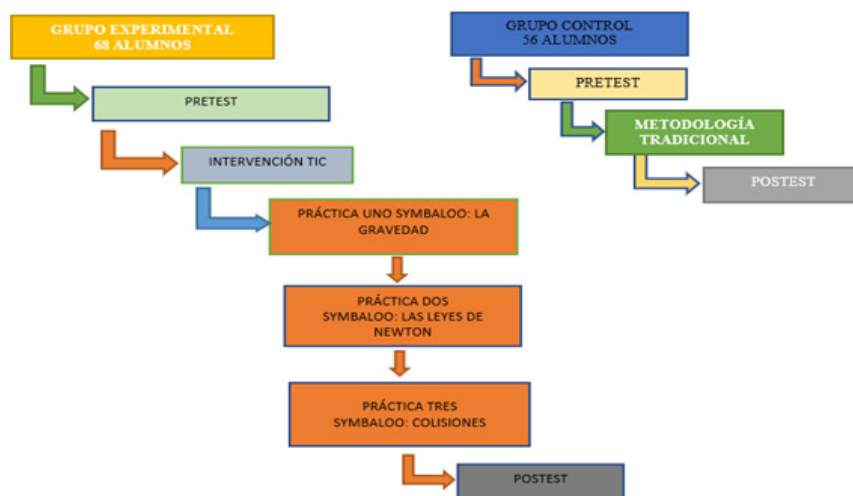 GRUPO EXPERIMENTAL
68 ALUMNOS
PRETEST
INTERVENCIÓN TIC
PRÁCTICA UNO SYMBALOO: LA
GRAVEDAD
PRÁCTICA DOS
SYMBALOO: LAS LEYES DE
NEWTON
PRÁCTICA TRES
SYMBALOO: COLISIONES
POSTEST
GRUPO CONTROL
56 ALUMNOS
PRETEST
METODOLOGÍA
TRADICIONAL
POSTEST